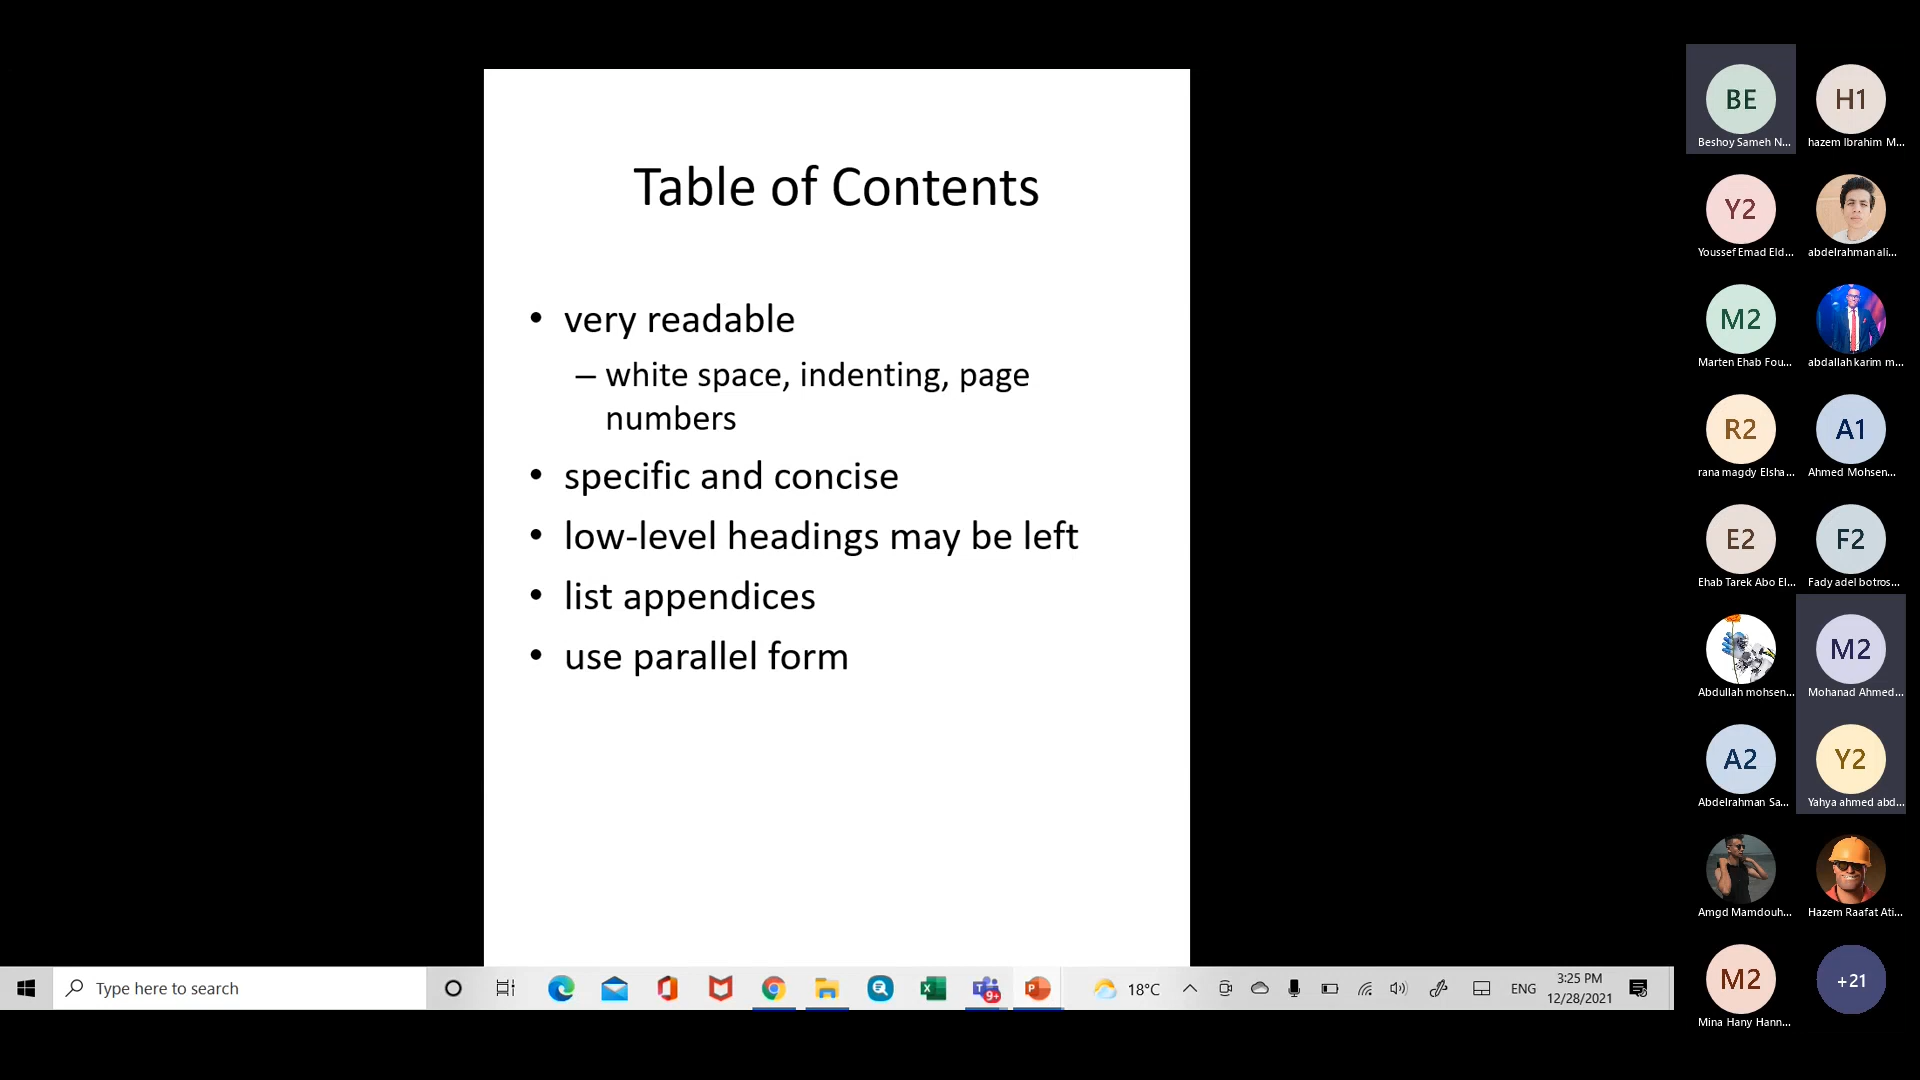 Table of Contents
• very readable
– white space, indenting, page
numbers
• specific and concise
• low-level headings may be left
• list appendices
• use parallel form
BE
Beshoy Sameh N...
H1
hazem Ibrahim M...
Y2
Youssef Emad Eld...
abdelrahman ali...
M2
Marten Ehab Fou...
abdallah karim m...
R2
rana magdy Elsha...
A1
Ahmed Mohsen...
E2
Ehab Tarek Abo El...
F2
Fady adel botros...
Abdullah mohsen...
M2
Mohanad Ahmed...
A2
Abdelrahman Sa...
Y2
Yahya ahmed abd...
Amgd Mamdouh...
Hazem Raafat Ati...
M2
Mina Hany Hann...
+21
Type here to search
9+
18°C
ENG
3:25 PM
12/28/2021